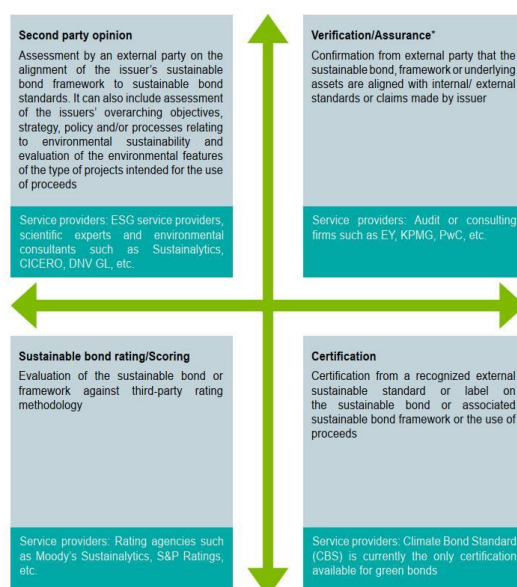 Second party opinion
Assessment by an external party on the
alignment of the issuer's sustainable
bond framework to sustainable bond
standards. It can also include assessment
of the issuers' overarching objectives,
strategy, policy and/or processes relating
to environmental sustainability and
evaluation of the environmental features
of the type of projects intended for the use
of proceeds
Service providers: ESG service providers,
scientific experts and environmental
consultants such as Sustainalytics,
CICERO, DNV GL, etc.
Verification/Assurance*
Confirmation from external party that the
sustainable bond, framework or underlying
assets are aligned with internal/ external
standards or claims made by issuer
Service providers: Audit or consulting
firms such as EY, KPMG, PwC, etc.
Sustainable bond rating/Scoring
Evaluation of the sustainable bond or
framework against third-party rating
methodology
Service providers: Rating agencies such
as Moody's Sustainalytics, S&P Ratings,
etc.
Certification
Certification from a recognized external
sustainable standard or label on
the sustainable bond or associated
sustainable bond framework or the use of
proceeds
Service providers: Climate Bond Standard
(CBS) is currently the only certification
available for green bonds